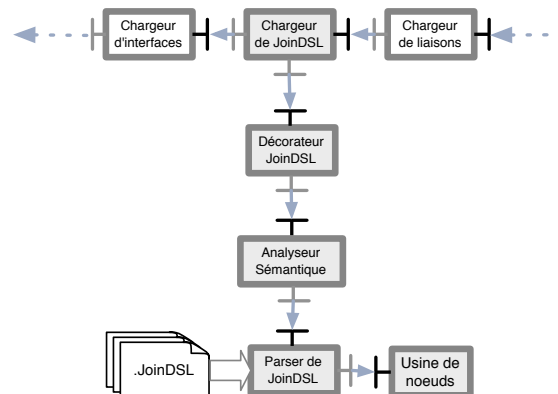 Chargeur
d'interfaces
Chargeur
de JoinDSL
Chargeur
de liaisons
Décorateur
JoinDSL
Analyseur
Sémantique
.JoinDSL
Parser de
JoinDSL
Usine de
noeuds